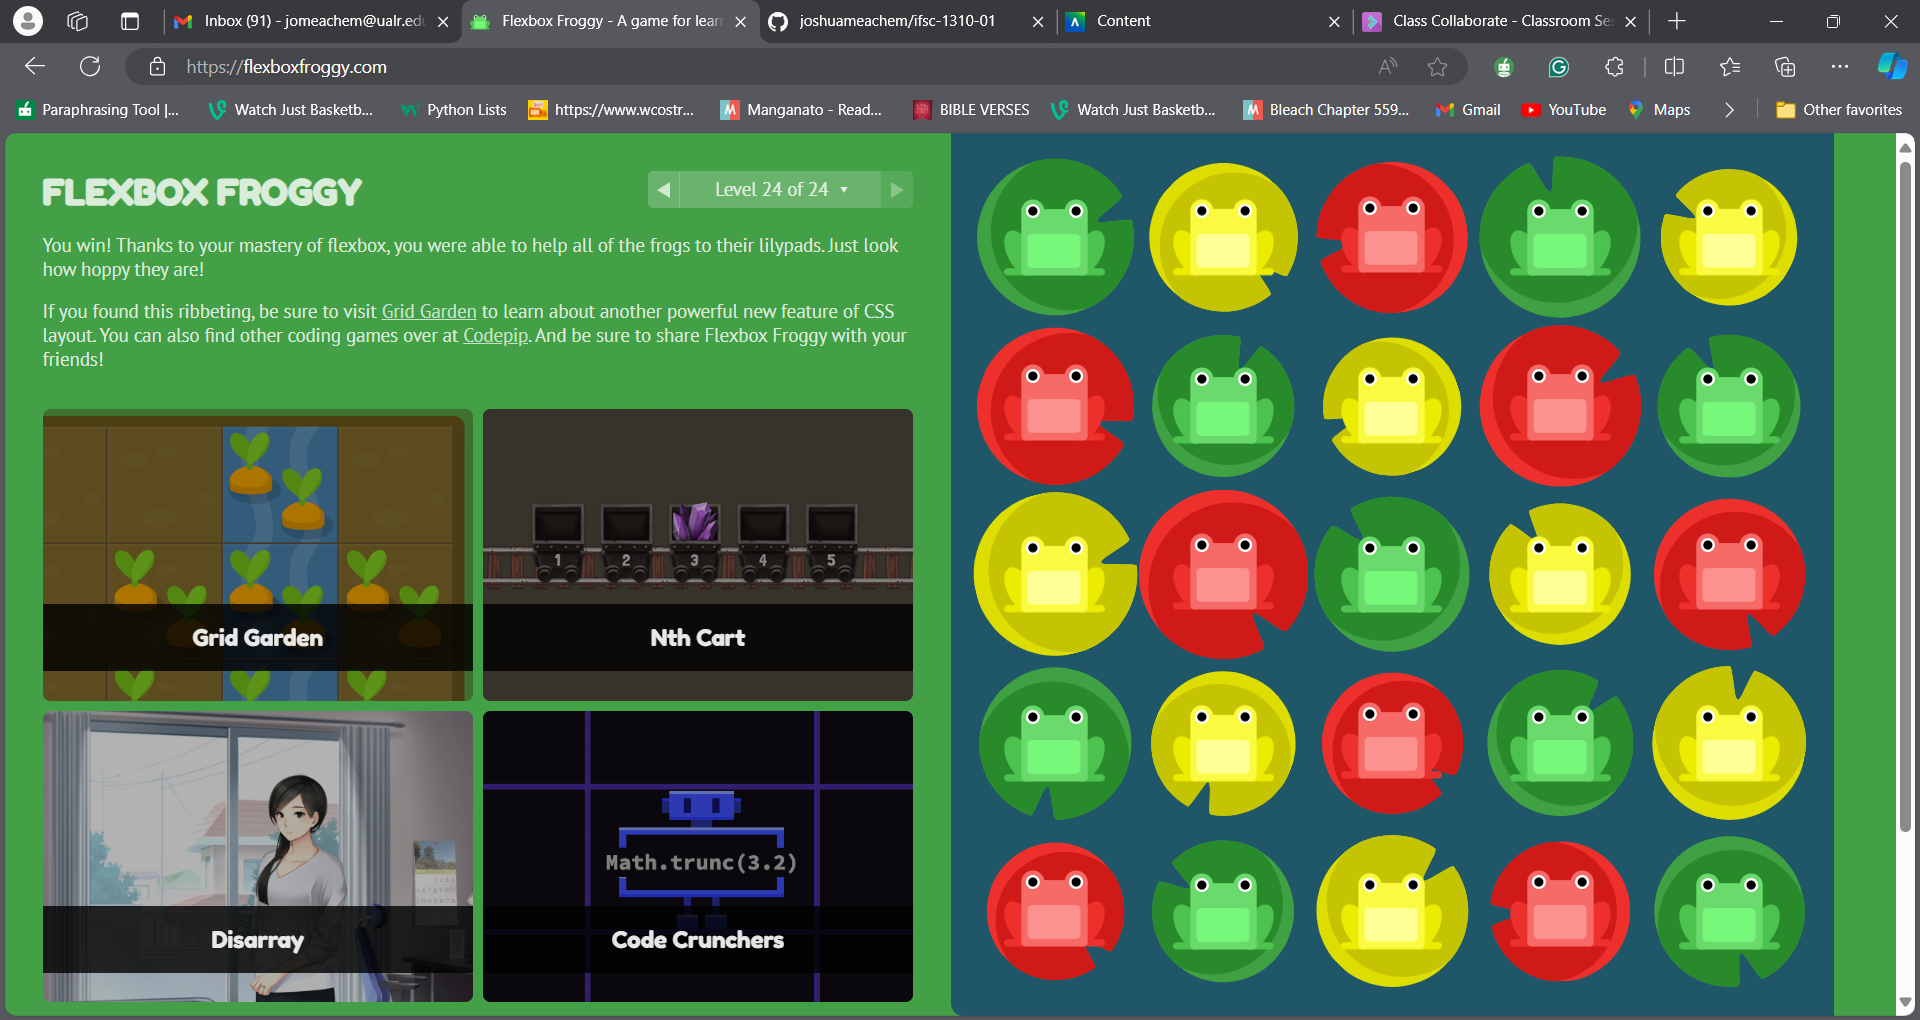 Inbox (91) - jomeachem@ualr.edu
Flexbox Froggy - A game for lear
joshuameachem/ifsc-1310-01
Content
Class Collaborate - Classroom Se
https://flexboxfroggy.com
Paraphrasing Tool |...
Watch Just Basketb...
Python Lists
https://www.wcostr...
Manganato - Read...
BIBLE VERSES
Watch Just Basketb...
Bleach Chapter 559...
Gmail
YouTube
Maps
Other favorites
FLEXBOX FROGGY
Level 24 of 24
You win! Thanks to your mastery of flexbox, you were able to help all of the frogs to their lilypads. Just look
how hoppy they are!
If you found this ribbeting, be sure to visit Grid Garden to learn about another powerful new feature of CSS
layout. You can also find other coding games over at Codepip. And be sure to share Flexbox Froggy with your
friends!
Grid Garden
1 2 3 4 5
Nth Cart
Disarray
Math.trunc(3.2)
Code Crunchers